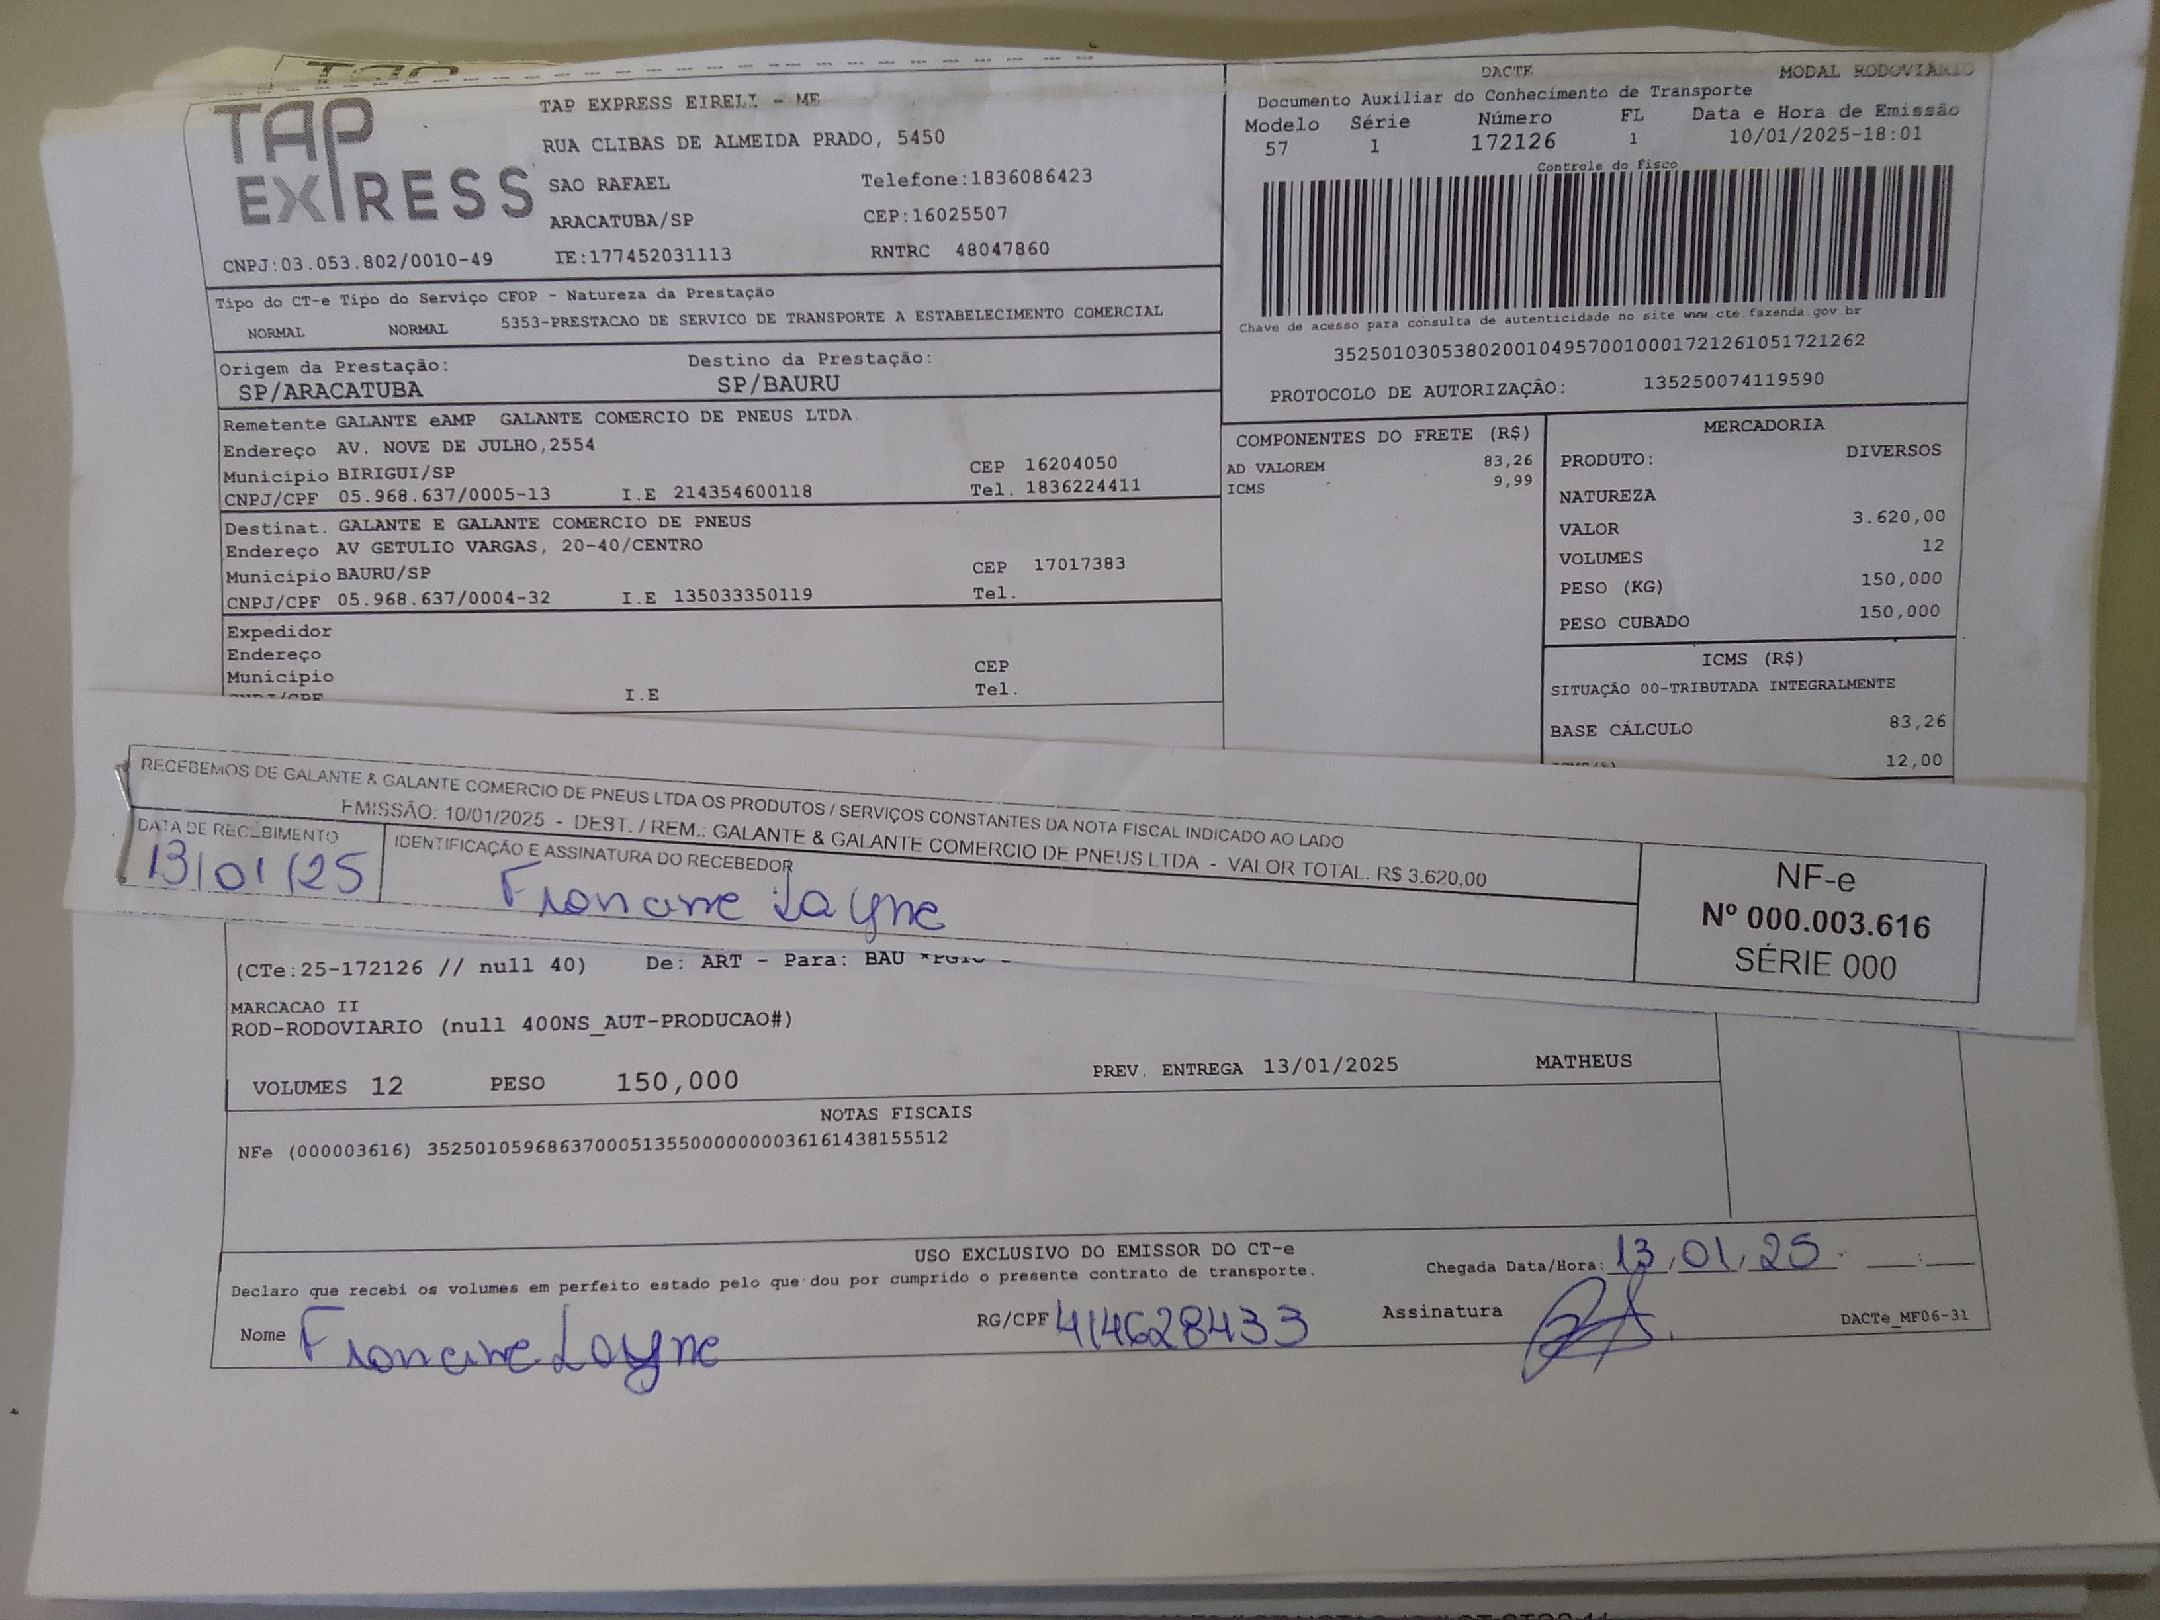 TAP EXPRESS
TAP EXPRESS EIRELI - ME
RUA CLIBAS DE ALMEIDA PRADO, 5450
SAO RAFAEL Telefone:1836086423
ARACATUBA/SP CEP:16025507
CNPJ:03.053.802/0010-49 IE:177452031113 RNTRC 48047860
DACTE MODAL RODOVIÁRIO
Documento Auxiliar do Conhecimento de Transporte
Modelo Série Número FL Data e Hora de Emissão
57 1 172126 1 10/01/2025-18:01
Controle do fisco
Chave de acesso para consulta de autenticidade no site www.cte.fazenda.gov.br
35250103053802001049570010001721261051721262
PROTOCOLO DE AUTORIZAÇÃO: 135250074119590
Tipo do CT-e Tipo do Serviço CFOP - Natureza da Prestação
NORMAL NORMAL 5353-PRESTACAO DE SERVICO DE TRANSPORTE A ESTABELECIMENTO COMERCIAL
Origem da Prestação: Destino da Prestação:
SP/ARACATUBA SP/BAURU
Remetente GALANTE eAMP GALANTE COMERCIO DE PNEUS LTDA.
Endereço AV. NOVE DE JULHO,2554
Município BIRIGUI/SP CEP 16204050
CNPJ/CPF 05.968.637/0005-13 I.E 214354600118 Tel. 1836224411
Destinat. GALANTE E GALANTE COMERCIO DE PNEUS
Endereço AV GETULIO VARGAS, 20-40/CENTRO
Município BAURU/SP CEP 17017383
CNPJ/CPF 05.968.637/0004-32 I.E 135033350119 Tel.
Expedidor
Endereço
Município CEP
CNPJ/CPF I.E Tel.
COMPONENTES DO FRETE (R$)
AD VALOREM 83,26
ICMS 9,99
MERCADORIA
PRODUTO: DIVERSOS
NATUREZA
VALOR 3.620,00
VOLUMES 12
PESO (KG) 150,000
PESO CUBADO 150,000
ICMS (R$)
SITUAÇÃO 00-TRIBUTADA INTEGRALMENTE
BASE CÁLCULO 83,26
12,00
RECEBEMOS DE GALANTE & GALANTE COMERCIO DE PNEUS LTDA OS PRODUTOS / SERVIÇOS CONSTANTES DA NOTA FISCAL INDICADO AO LADO
EMISSÃO: 10/01/2025 - DEST. / REM.: GALANTE & GALANTE COMERCIO DE PNEUS LTDA - VALOR TOTAL. R$ 3.620,00
DATA DE RECEBIMENTO IDENTIFICAÇÃO E ASSINATURA DO RECEBEDOR
13/01/25 Francine Layne
NF-e
Nº 000.003.616
SÉRIE 000
(CTe:25-172126 // null 40) De: ART - Para: BAU
MARCACAO II
ROD-RODOVIARIO (null 400NS_AUT-PRODUCAO#)
VOLUMES 12 PESO 150,000 PREV. ENTREGA 13/01/2025 MATHEUS
NOTAS FISCAIS
NFe (000003616) 35250105968637000513550000000036161438155512
USO EXCLUSIVO DO EMISSOR DO CT-e
Declaro que recebi os volumes em perfeito estado pelo que dou por cumprido o presente contrato de transporte. Chegada Data/Hora: 13/01/25
Nome Francine Layne RG/CPF 414628433 Assinatura DACTe_MF06-31